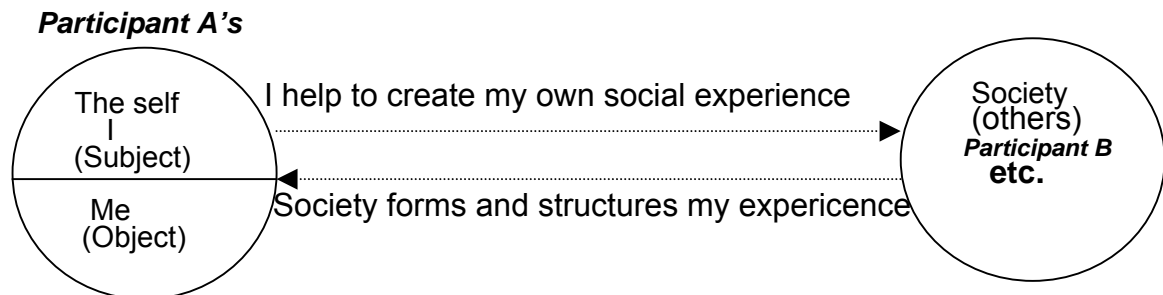 Participant A’s
The self
I
(Subject)
Me
(Object)
I help to create my own social experience
Society forms and structures my expericence
Society
(others)
Participant B
etc.